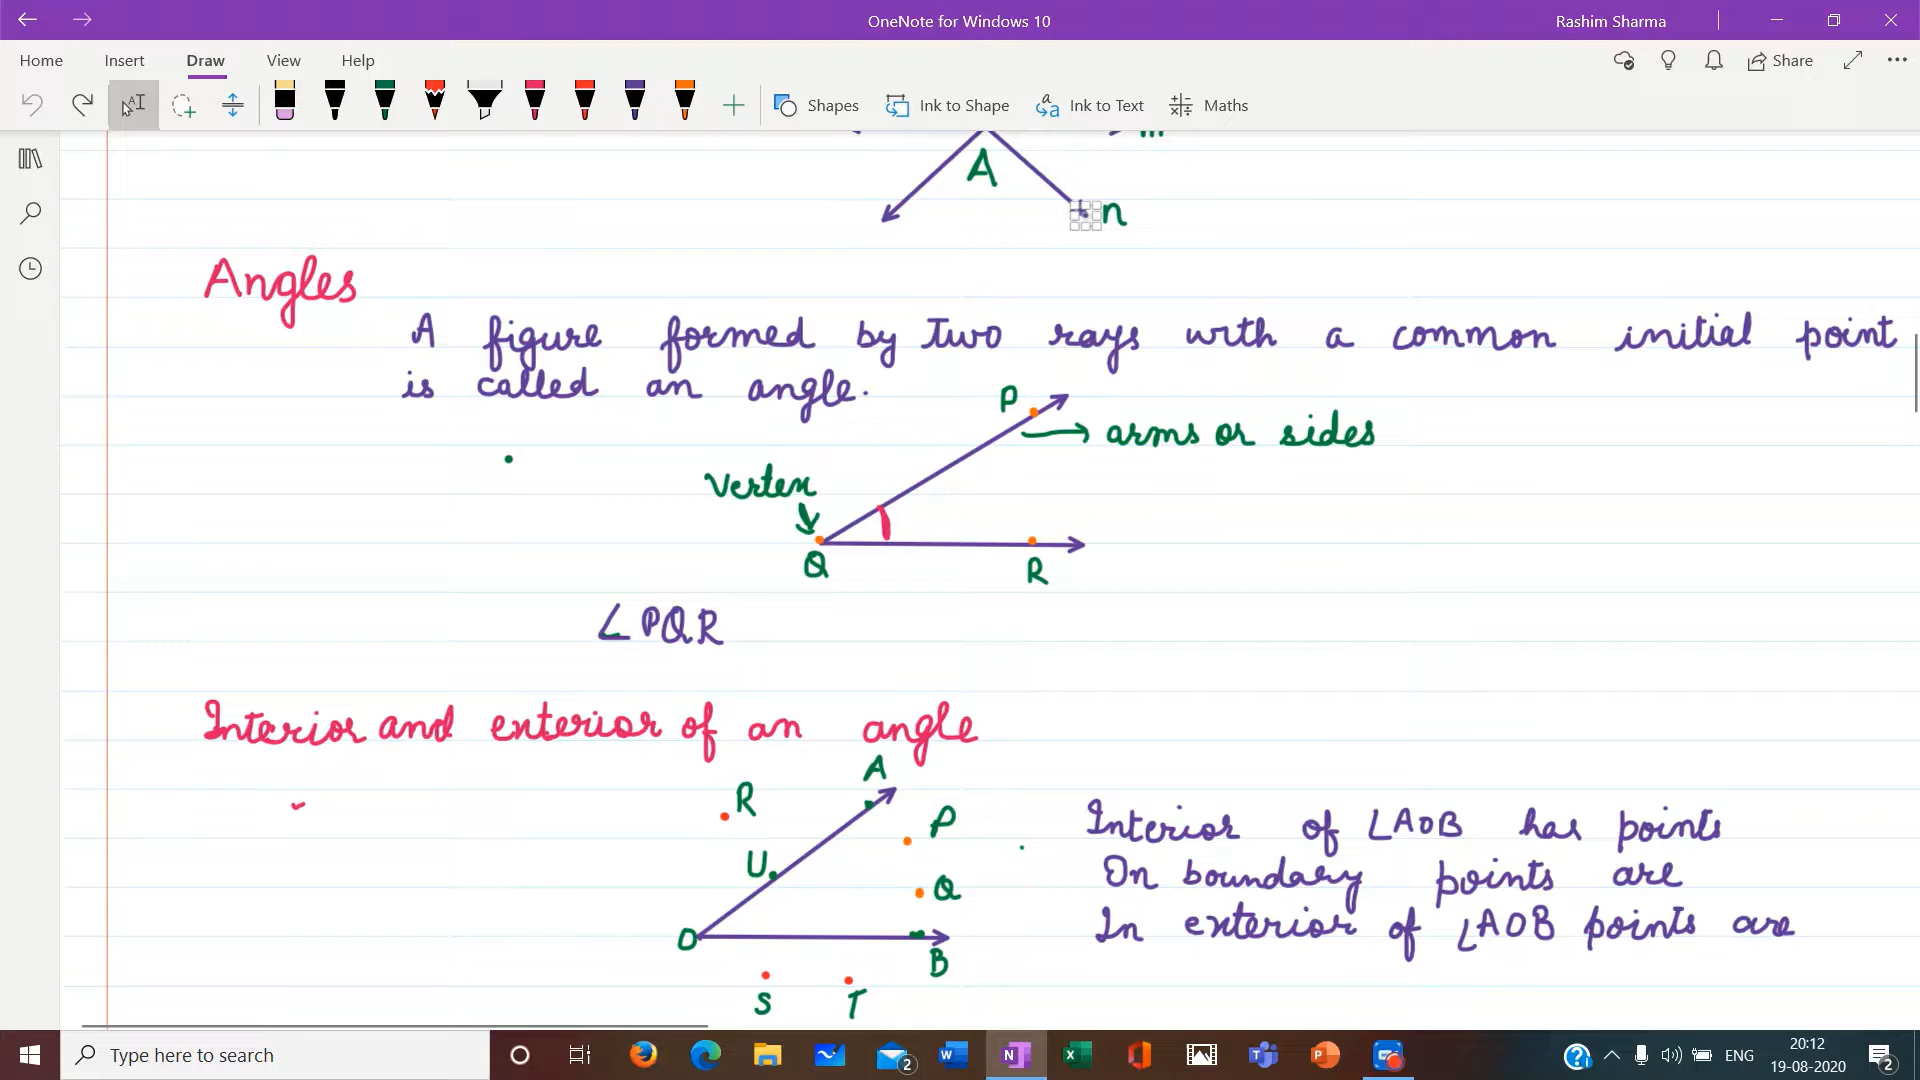 OneNote for Windows 10
Rashim Sharma
Home Insert Draw View Help
Share
Shapes Ink to Shape Ink to Text Maths
m
A
n
Angles
A figure formed by Two rays with a common initial point
is called an angle.
P
arms or sides
Vertex
Q
R
∠PQR
Interior and exterior of an angle
A
R
P
U
Q
O
B
S
T
Interior of ∠AOB has points
On boundary points are
In exterior of ∠AOB points are
Type here to search
2
ENG
20:12
19-08-2020
2